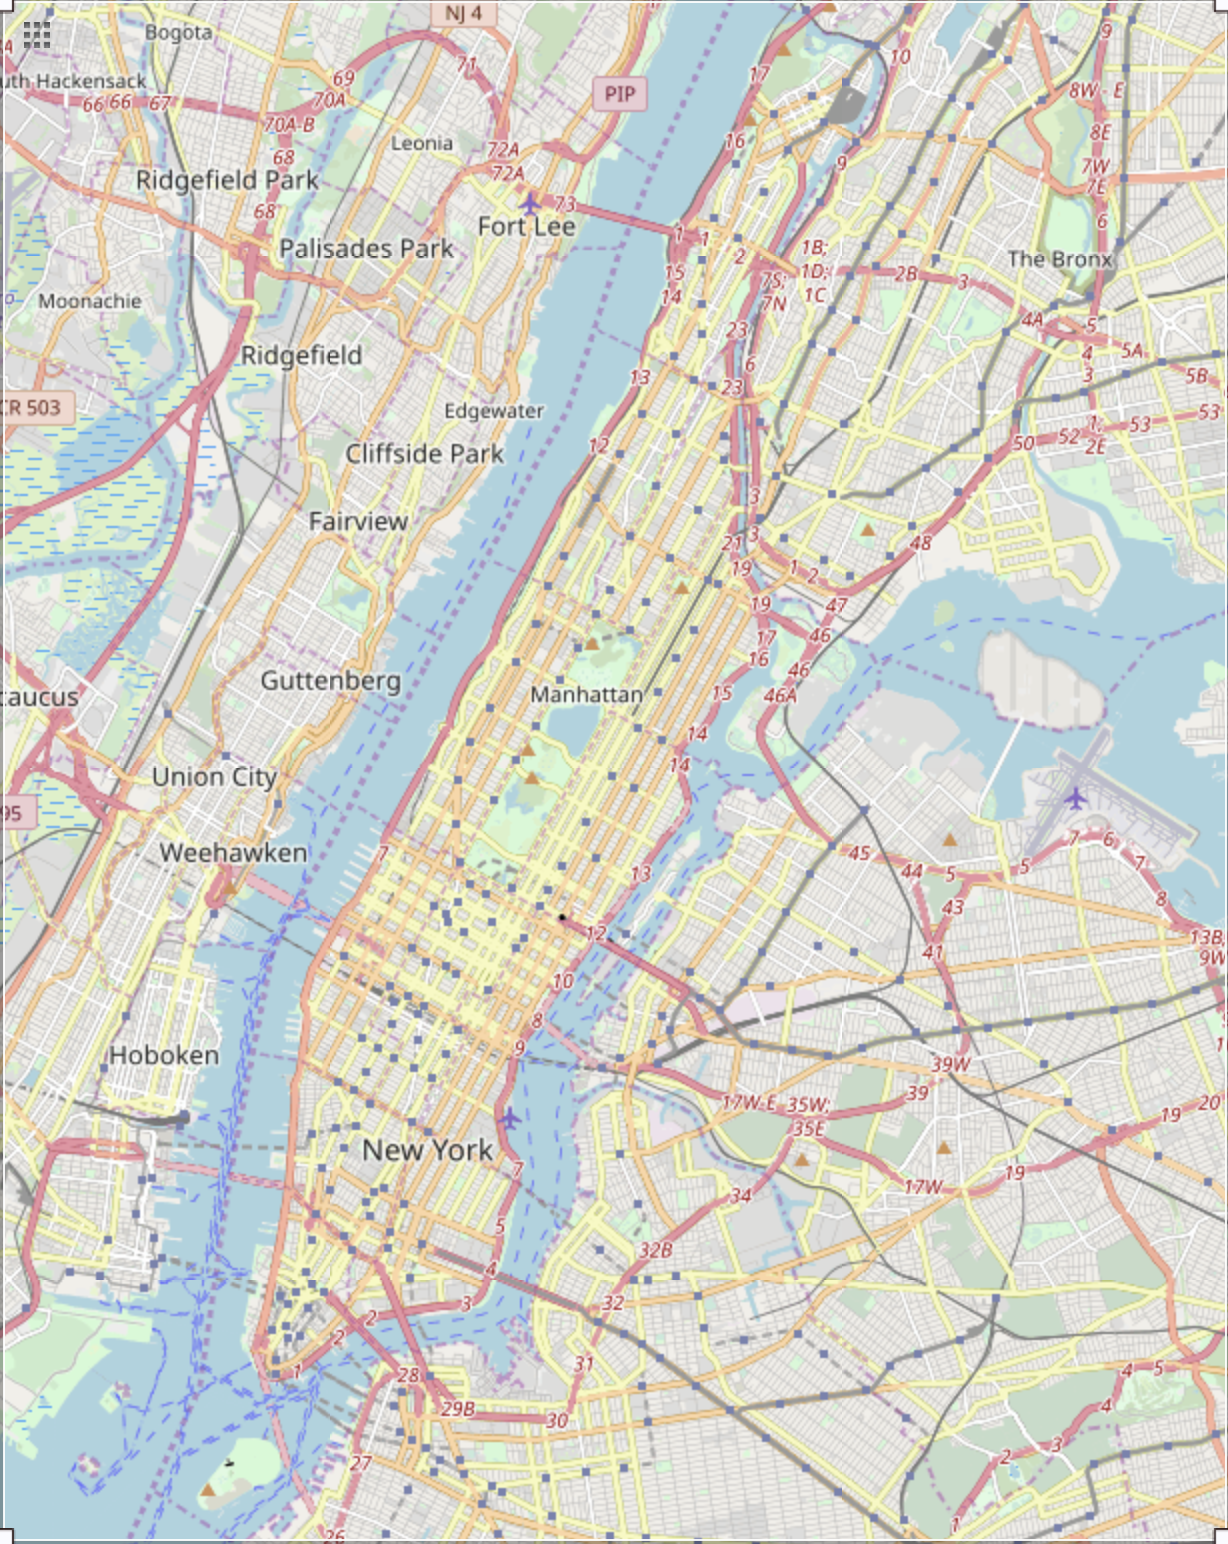 NJ 4
Bogota
uth Hackensack
66
66
67
69
70A
70A-B
71
PIP
17
10
9
8W - E
8E
16
Leonia
72A
72A
68
Ridgefield Park
9
7W
7E
68
73
Fort Lee
6
1
1
2
Palisades Park
1B;
1D;
1C
The Bronx
15
14
7S;
7N
2B
3
Moonachie
4A
5
23
5A
4
3
Ridgefield
6
13
23
5B
CR 503
Edgewater
12
53
53
1;
2E
52
50
Cliffside Park
3
Fairview
3
21
48
19
1
2
19
47
17
46
16
46
Guttenberg
Manhattan
15
46A
caucus
14
14
Union City
95
7
Weehawken
45
7
6
7
5
5
44
13
8
43
12
13B
9W
41
10
8
9
Hoboken
39W
39
17W-E
35W;
35E
20
19
New York
7
19
17W
34
5
32B
4
3
32
2
2
1
28
31
4
5
29B
30
4
3
2
27
1
26